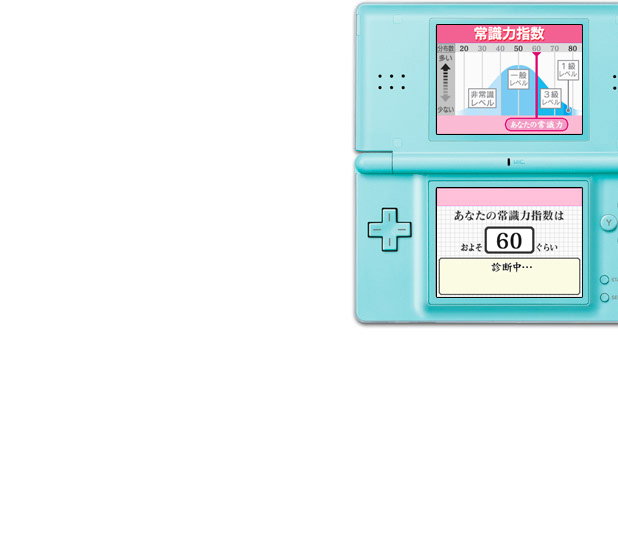 常識力指数
分布数 20 30 40 50 60 70 80
多い
1級
レベル
一般
レベル
非常識
レベル
3級
レベル
少ない
あなたの常識力
MIC.
あなたの常識力指数は
およそ 60 ぐらい
診断中…
Y